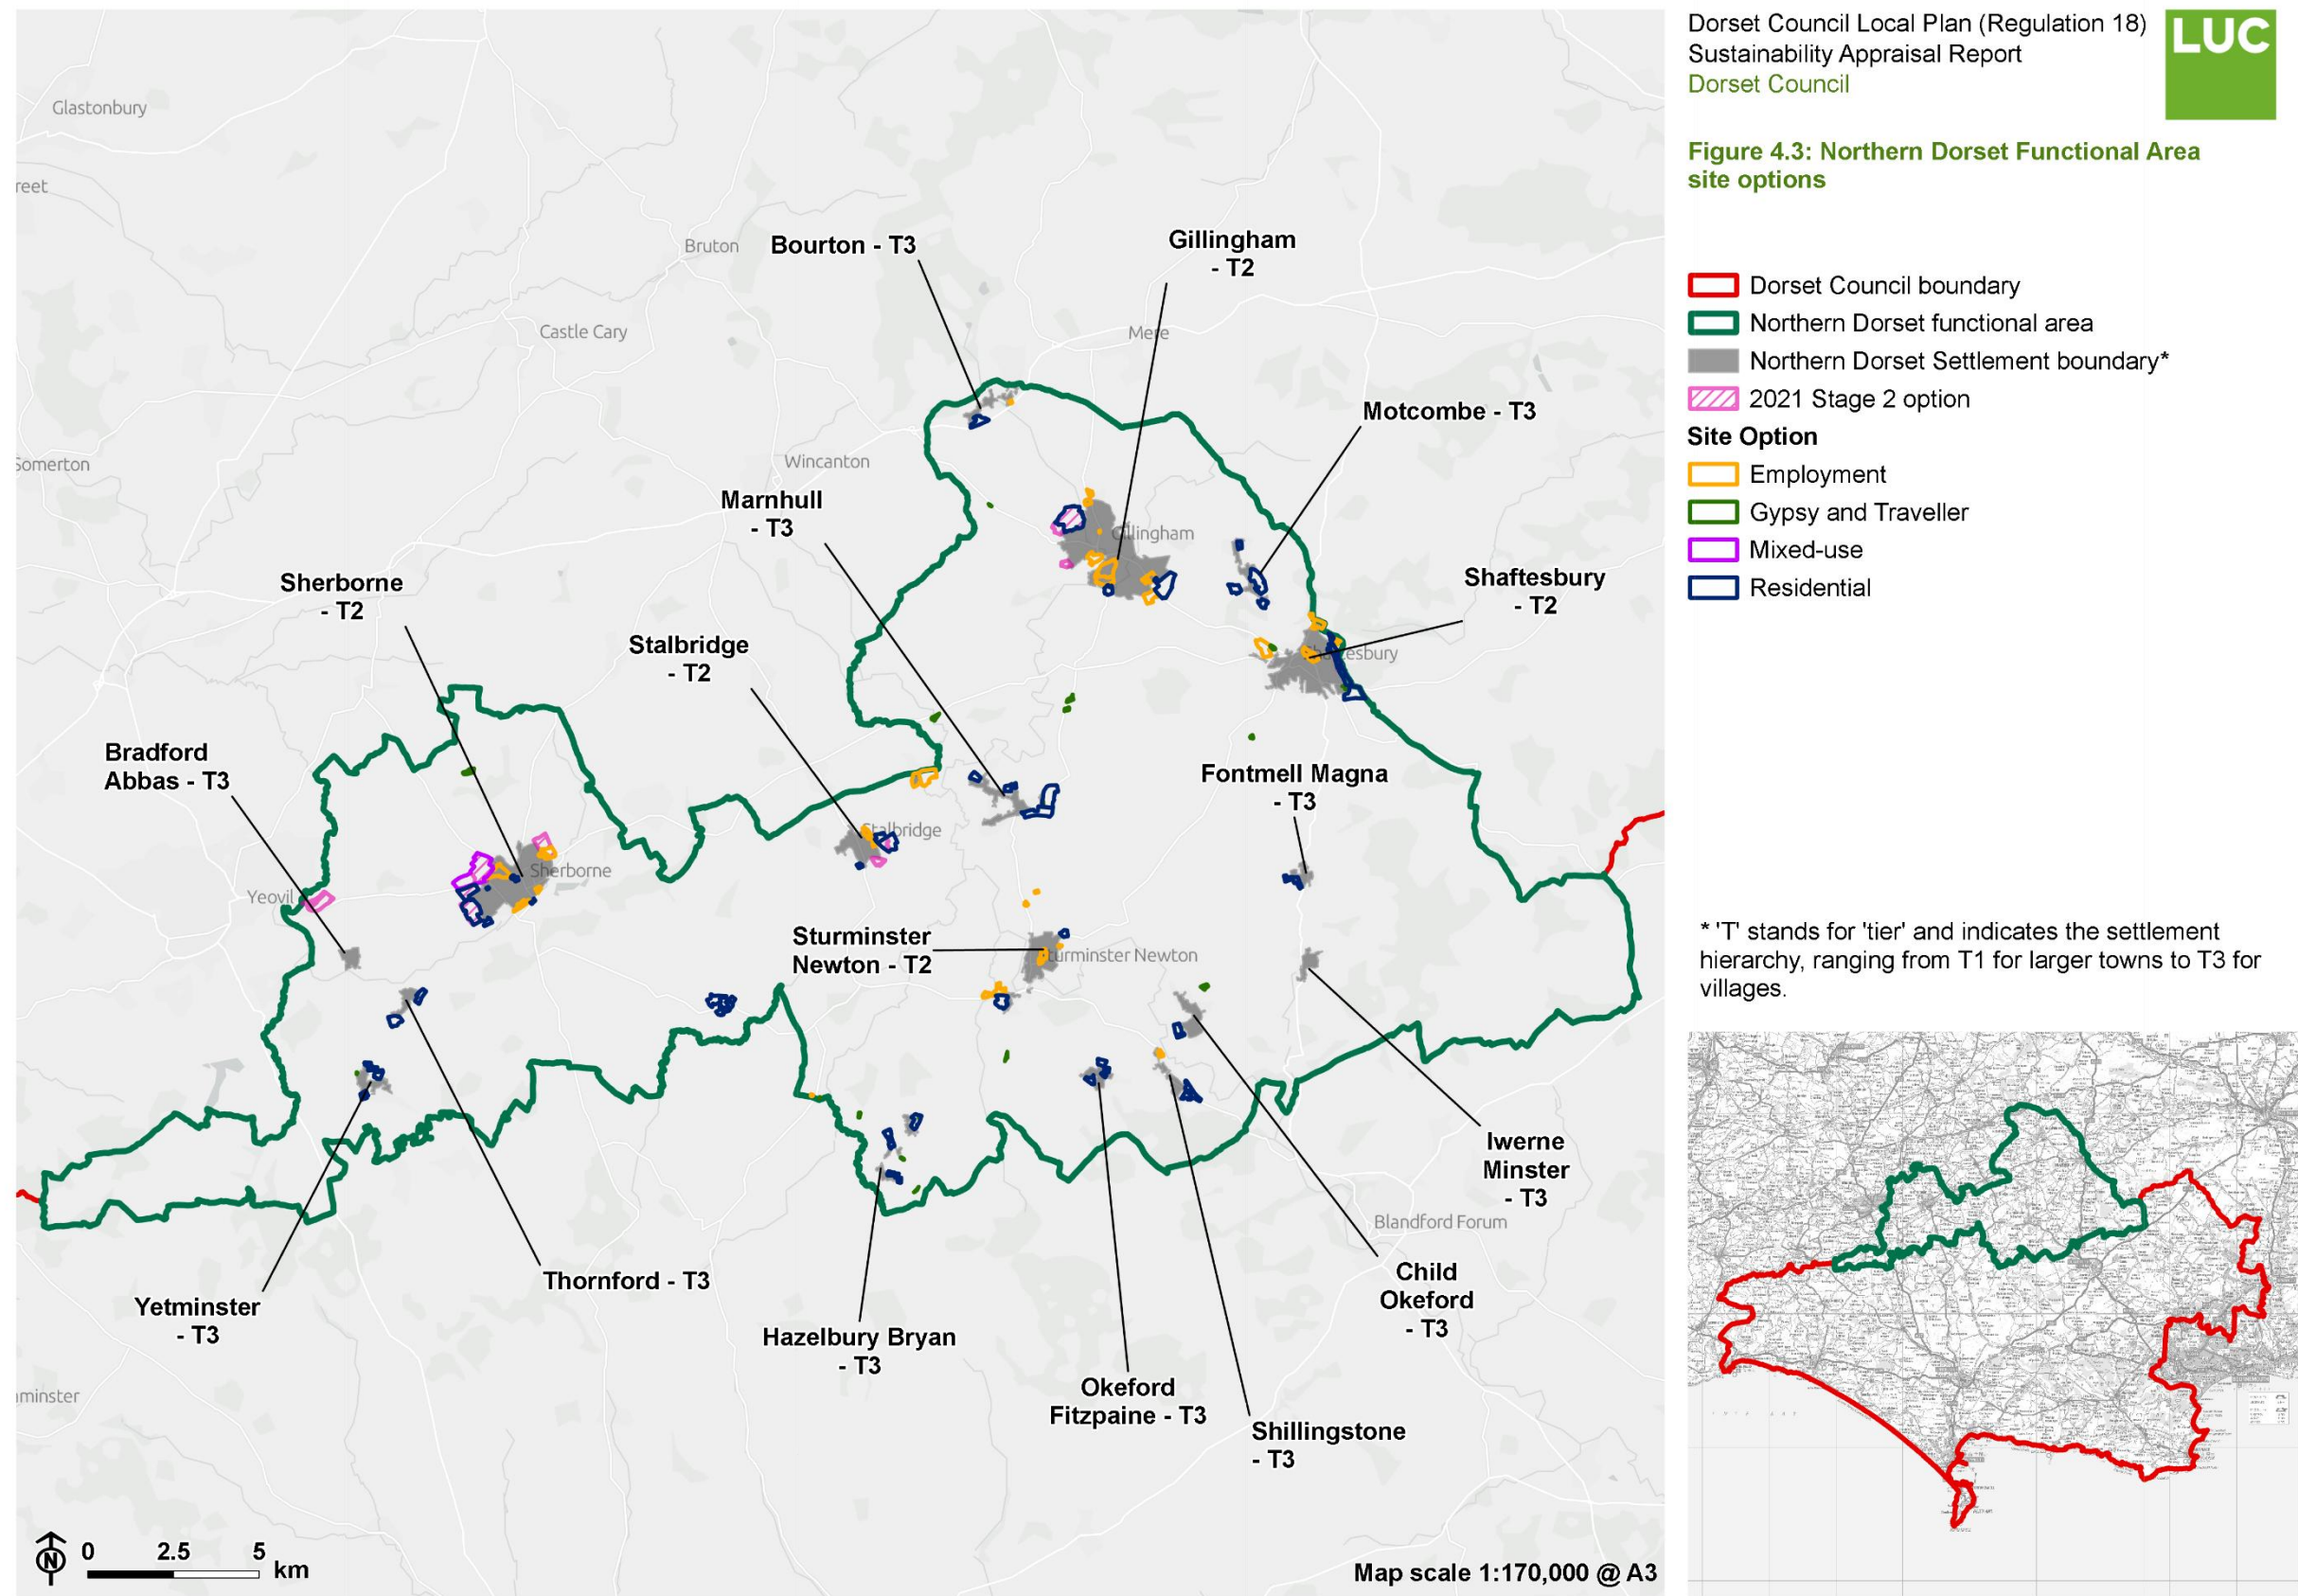 Glastonbury
reet
Bruton
Bourton - T3
Gillingham
- T2
Castle Cary
Mere
Motcombe - T3
Somerton
Wincanton
Marnhull
- T3
Gillingham
Sherborne
- T2
Shaftesbury
- T2
Stalbridge
- T2
esbury
Bradford
Abbas - T3
Fontmell Magna
- T3
Stalbridge
Sherborne
Yeovil
Sturminster
Newton - T2
turminster Newton
Iwerne
Minster
- T3
Blandford Forum
Thornford - T3
Child
Okeford
- T3
Yetminster
- T3
Hazelbury Bryan
- T3
Okeford
Fitzpaine - T3
minster
Shillingstone
- T3
N
0 2.5 5
km
Map scale 1:170,000 @ A3
Dorset Council Local Plan (Regulation 18)
Sustainability Appraisal Report
Dorset Council
LUC
Figure 4.3: Northern Dorset Functional Area
site options
Dorset Council boundary
Northern Dorset functional area
Northern Dorset Settlement boundary*
2021 Stage 2 option
Site Option
Employment
Gypsy and Traveller
Mixed-use
Residential
* 'T' stands for 'tier' and indicates the settlement
hierarchy, ranging from T1 for larger towns to T3 for
villages.